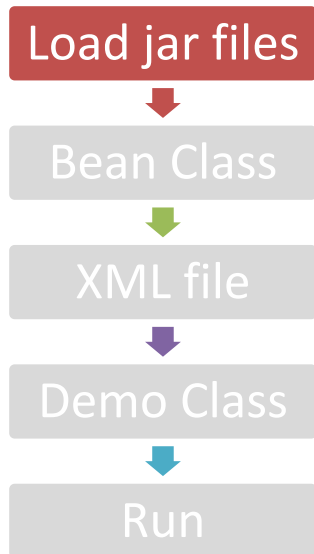 Load jar files
Bean Class
XML file
Demo Class
Run